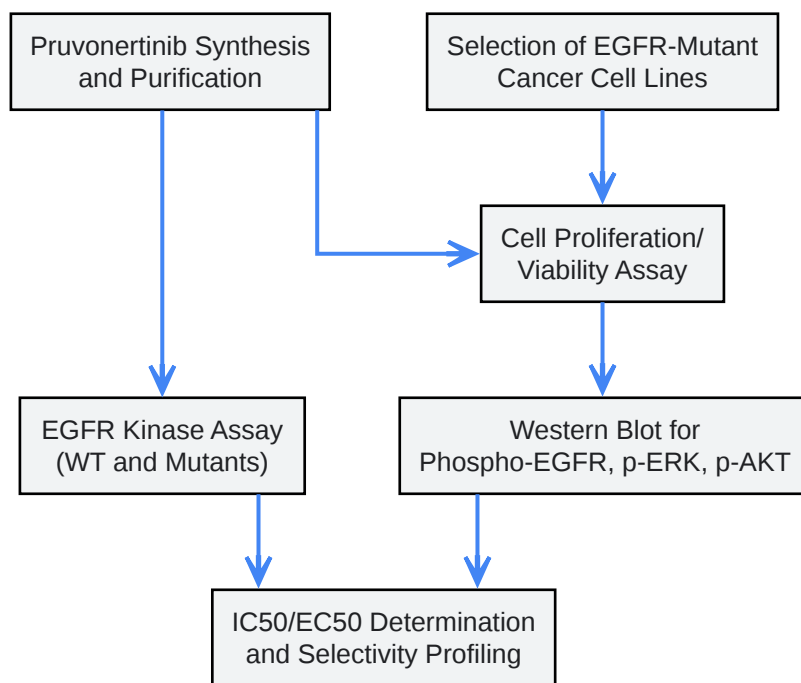 Pruvonertinib Synthesis
and Purification
Selection of EGFR-Mutant
Cancer Cell Lines
Cell Proliferation/
Viability Assay
EGFR Kinase Assay
(WT and Mutants)
Western Blot for
Phospho-EGFR, p-ERK, p-AKT
IC50/EC50 Determination
and Selectivity Profiling